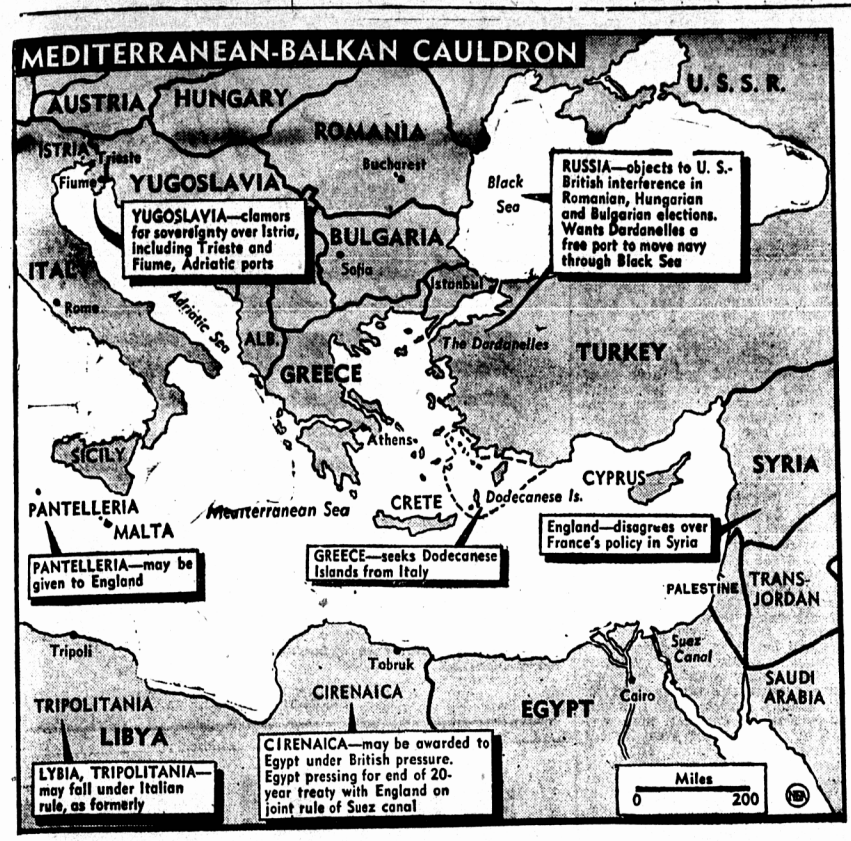 MEDITERRANEAN-BALKAN CAULDRON
AUSTRIA
HUNGARY
U. S. S. R.
ROMANIA
ISTRIA
Trieste
Bucharest
Fiume
YUGOSLAVIA
Black
Sea
RUSSIA—objects to U. S.-
British interference in
Romanian, Hungarian
and Bulgarian elections.
Wants Dardanelles a
free port to move navy
through Black Sea
YUGOSLAVIA—clamors
for sovereignty over Istria,
including Trieste and
Fiume, Adriatic ports
BULGARIA
Sofia
ITALY
Rome
Adriatic Sea
Istanbul
ALB.
The Dardanelles
TURKEY
GREECE
Athens
SICILY
CYPRUS
SYRIA
PANTELLERIA
MALTA
Mediterranean Sea
CRETE
Dodecanese Is.
England—disagrees over
France's policy in Syria
PANTELLERIA—may be
given to England
GREECE—seeks Dodecanese
Islands from Italy
PALESTINE
TRANS-
JORDAN
Tripoli
Tobruk
Suez
Canal
TRIPOLITANIA
CIRENAICA
Cairo
SAUDI
ARABIA
LIBYA
EGYPT
LYBIA, TRIPOLITANIA—
may fall under Italian
rule, as formerly
CIRENAICA—may be awarded to
Egypt under British pressure.
Egypt pressing for end of 20-
year treaty with England on
joint rule of Suez canal
Miles
0 200
NEA